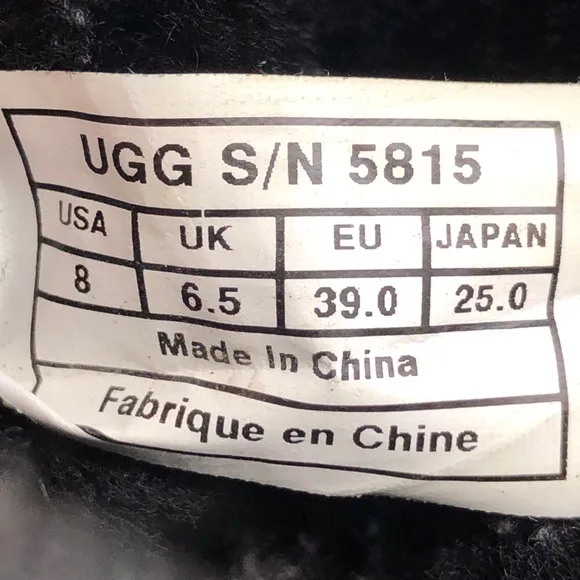 UGG S/N 5815
USA UK EU JAPAN
8 6.5 39.0 25.0
Made In China
Fabrique en Chine